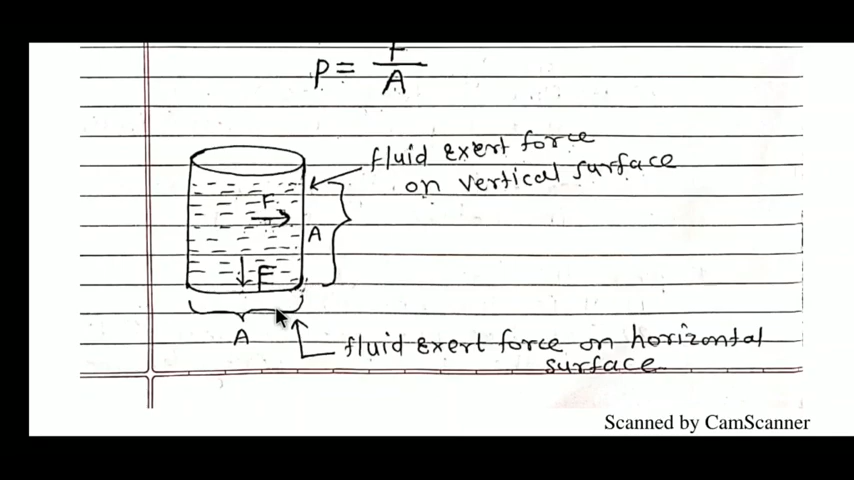 P = F
A
fluid exert force
on vertical surface
F
A
F
A
fluid exert force on horizontal
surface
Scanned by CamScanner